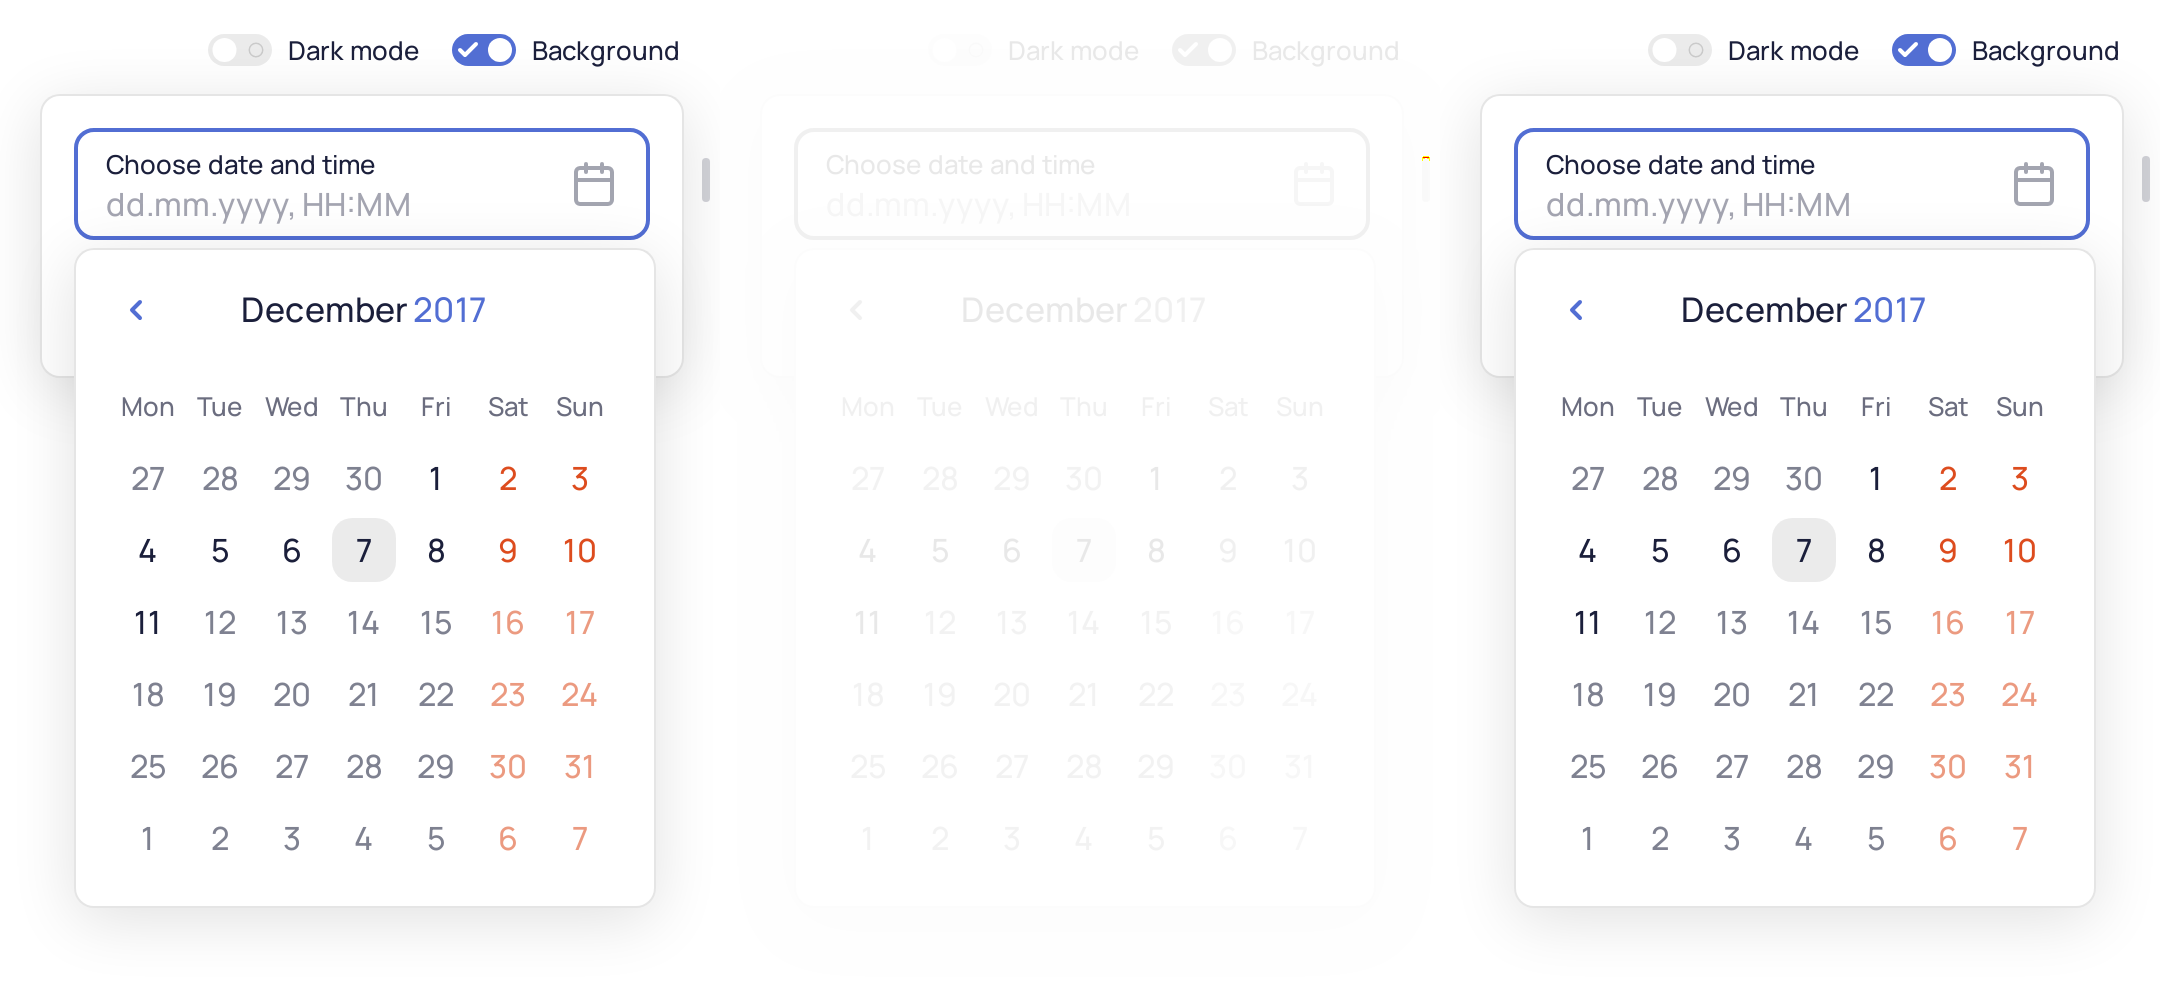 Dark mode Background
Choose date and time
dd.mm.yyyy, HH:MM
December 2017
Mon Tue Wed Thu Fri Sat Sun
27 28 29 30 1 2 3
4 5 6 7 8 9 10
11 12 13 14 15 16 17
18 19 20 21 22 23 24
25 26 27 28 29 30 31
1 2 3 4 5 6 7
Dark mode Background
Choose date and time
dd.mm.yyyy, HH:MM
December 2017
Mon Tue Wed Thu Fri Sat Sun
27 28 29 30 1 2 3
4 5 6 7 8 9 10
11 12 13 14 15 16 17
18 19 20 21 22 23 24
25 26 27 28 29 30 31
1 2 3 4 5 6 7
Dark mode Background
Choose date and time
dd.mm.yyyy, HH:MM
December 2017
Mon Tue Wed Thu Fri Sat Sun
27 28 29 30 1 2 3
4 5 6 7 8 9 10
11 12 13 14 15 16 17
18 19 20 21 22 23 24
25 26 27 28 29 30 31
1 2 3 4 5 6 7